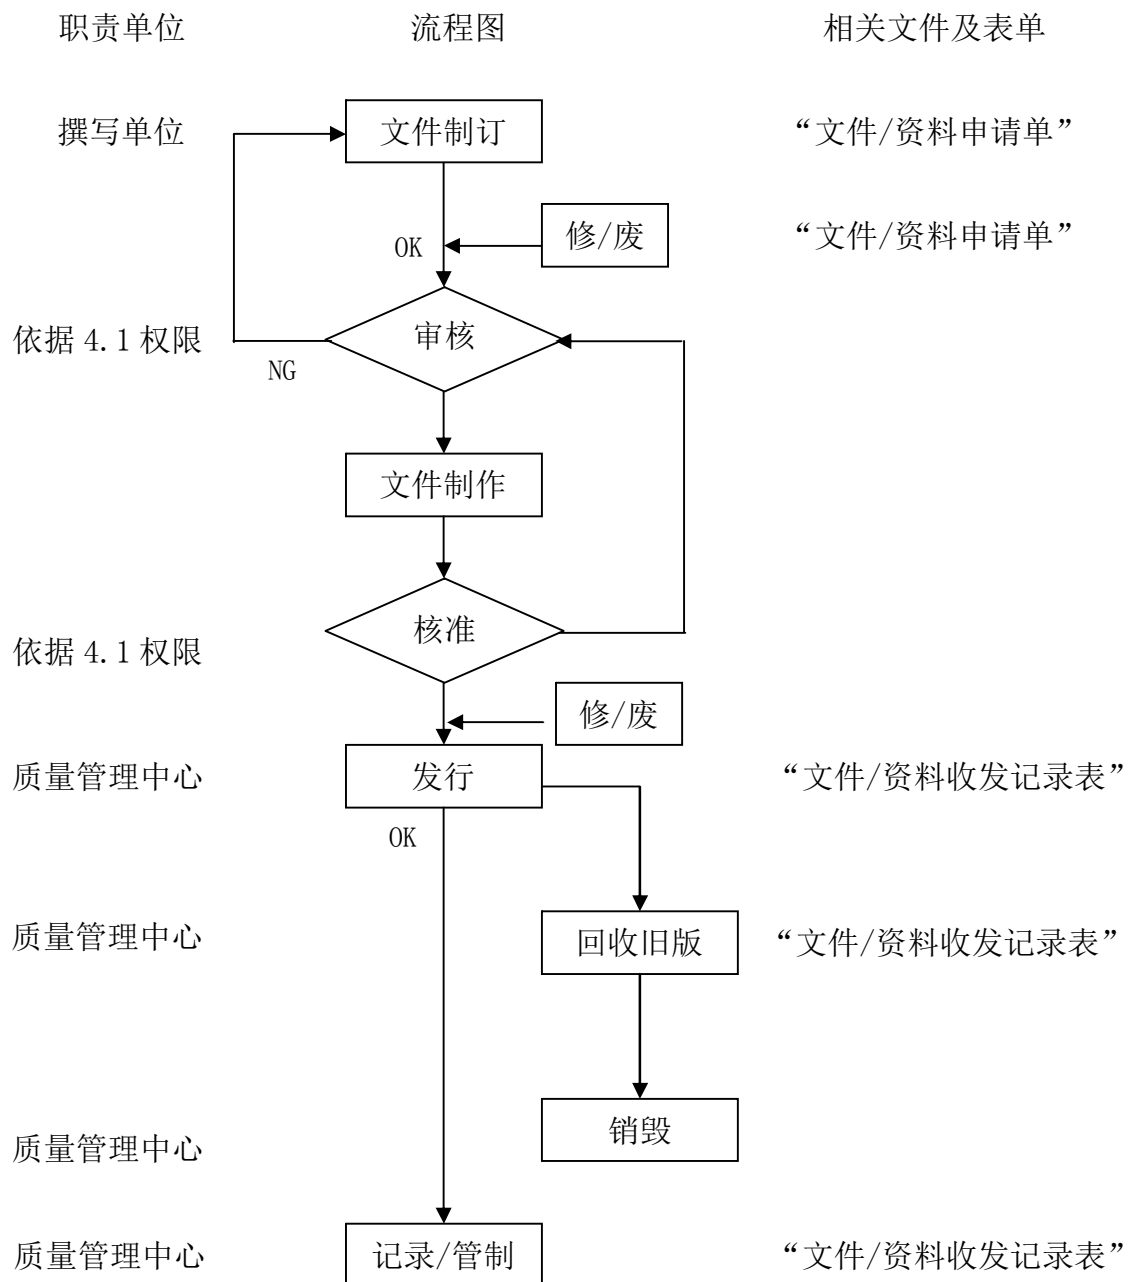 职责单位 流程图 相关文件及表单
撰写单位 文件制订 “文件/资料申请单”
修/废 “文件/资料申请单”
OK
依据 4.1 权限 审核
NG
文件制作
依据 4.1 权限 核准
修/废
质量管理中心 发行 “文件/资料收发记录表”
OK
质量管理中心 回收旧版 “文件/资料收发记录表”
质量管理中心 销毁
质量管理中心 记录/管制 “文件/资料收发记录表”